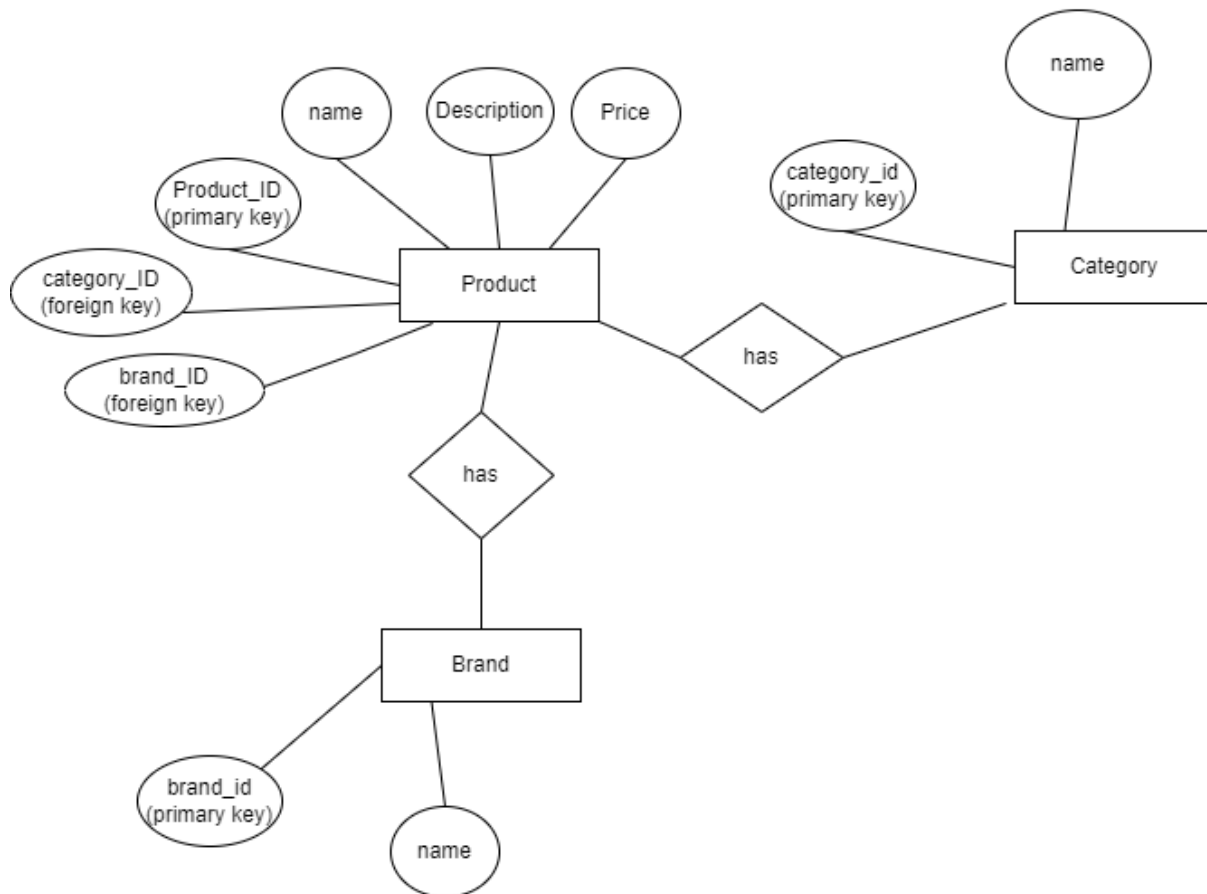 name
name
Description
Price
category_id
(primary key)
Product_ID
(primary key)
category_ID
(foreign key)
Product
Category
has
brand_ID
(foreign key)
has
Brand
brand_id
(primary key)
name